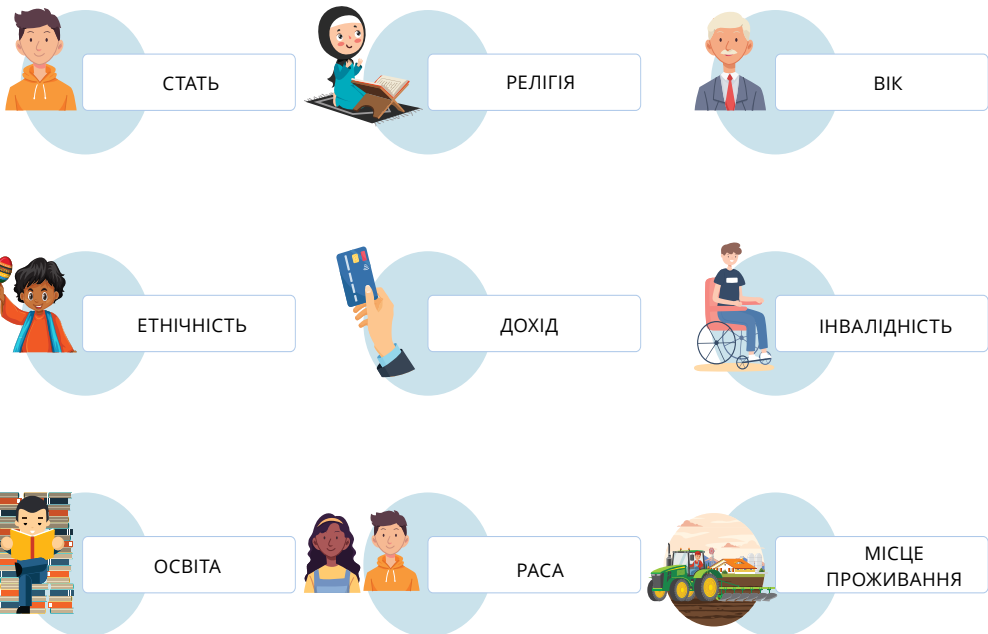 СТАТЬ
РЕЛІГІЯ
ВІК
ЕТНІЧНІСТЬ
ДОХІД
ІНВАЛІДНІСТЬ
ОСВІТА
РАСА
МІСЦЕ
ПРОЖИВАННЯ